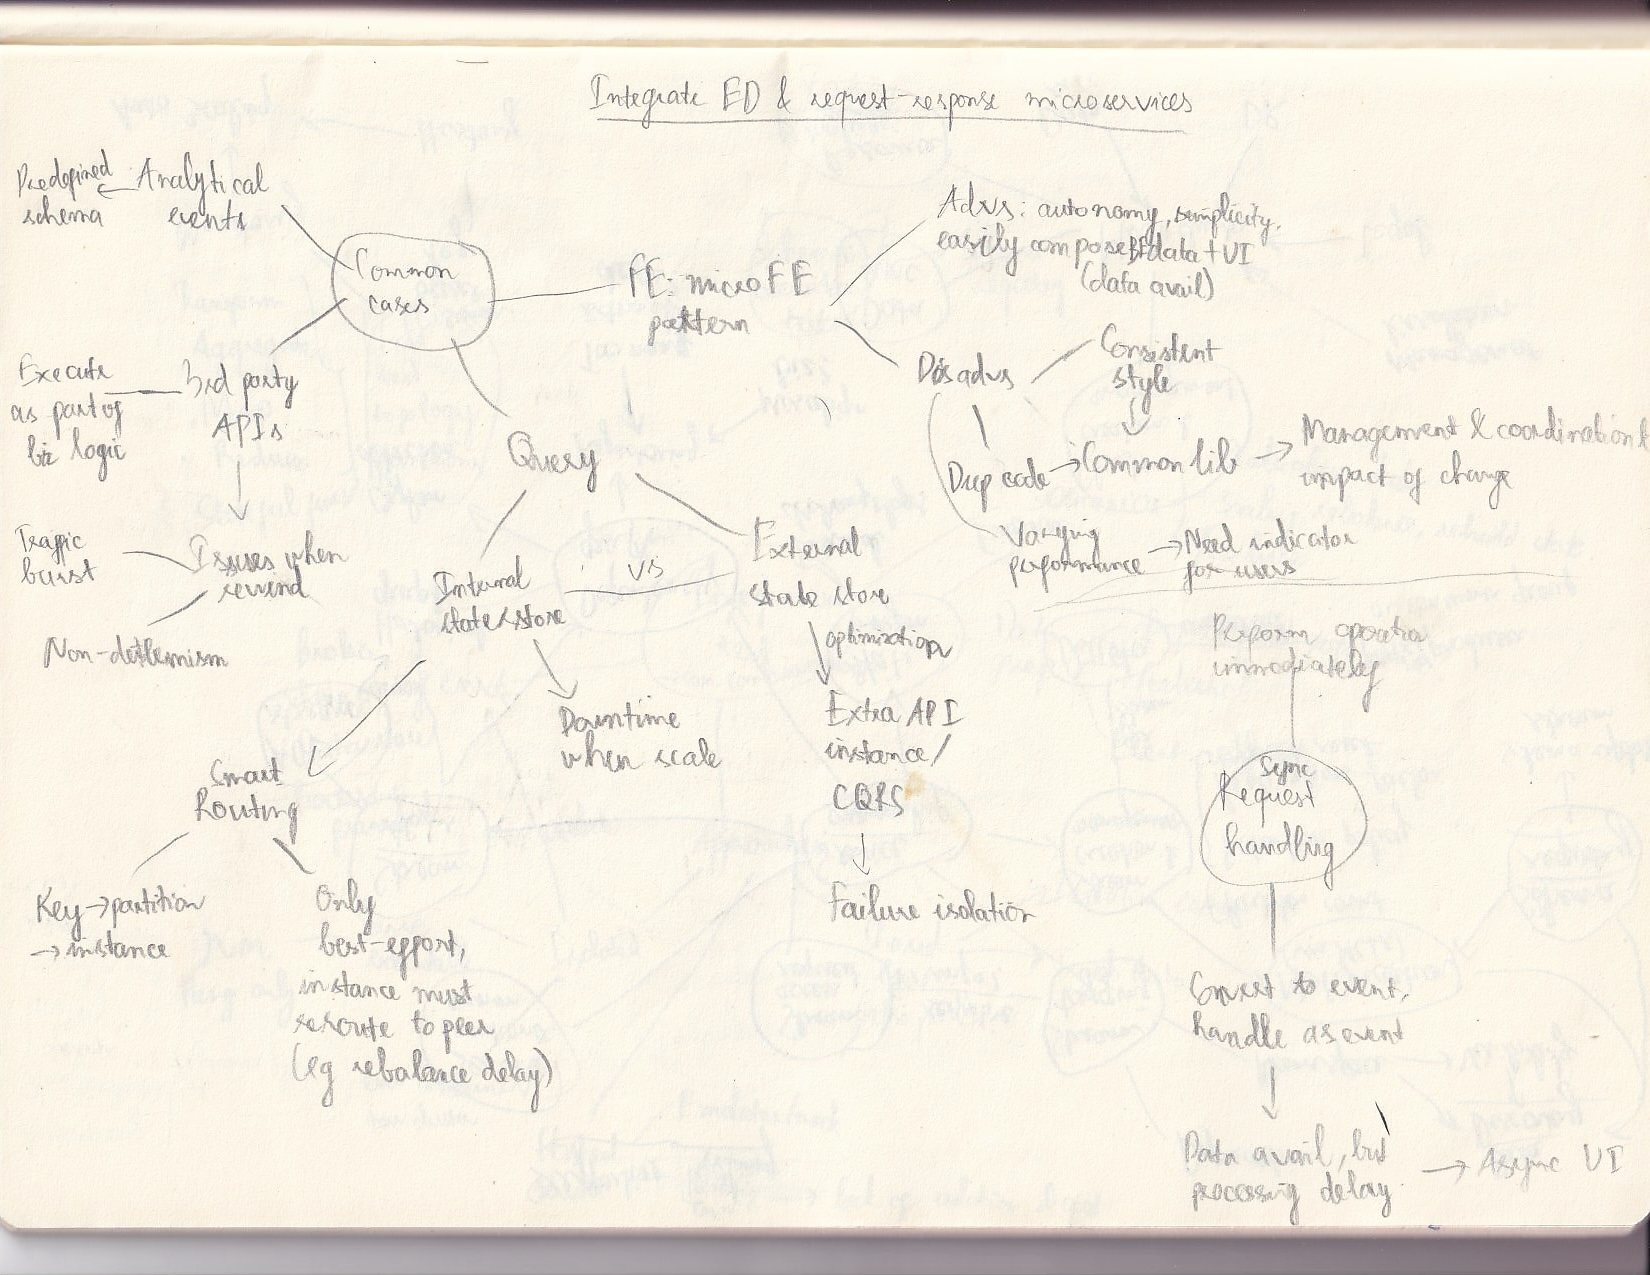 Integrate ED & request-response microservices
Predefined
schema
Analytical
events
Common
cases
FE: micro FE
pattern
Advs: autonomy, simplicity,
easily compose BE data + UI
(data avail)
Disadvs
Consistent
style
Dup code → Common lib → Management & coordination &
impact of change
Varying
performance → Need indicator
for users
Execute
as part of
biz logic
3rd party
APIs
Traffic
burst
Issues when
rewind
Query
Internal
state store
vs
External
state store
optimization
Downtime
when scale
Extra API
instance/
CQRS
Failure isolation
Smart
Routing
Key → partition
→ instance
Only
best-effort,
instance must
reroute to peer
(eg rebalance delay)
Perform operation
immediately
Sync
Request
handling
Convert to event,
handle as event
Data avail, but
processing delay
→ Async UI